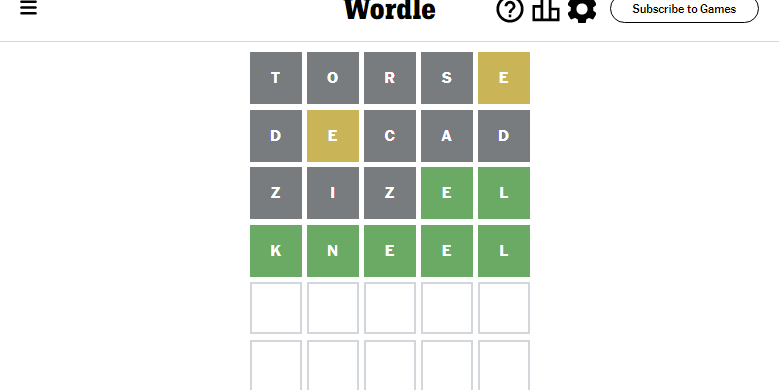 Wordle ? Subscribe to Games
T O R S E
D E C A D
Z I Z E L
K N E E L